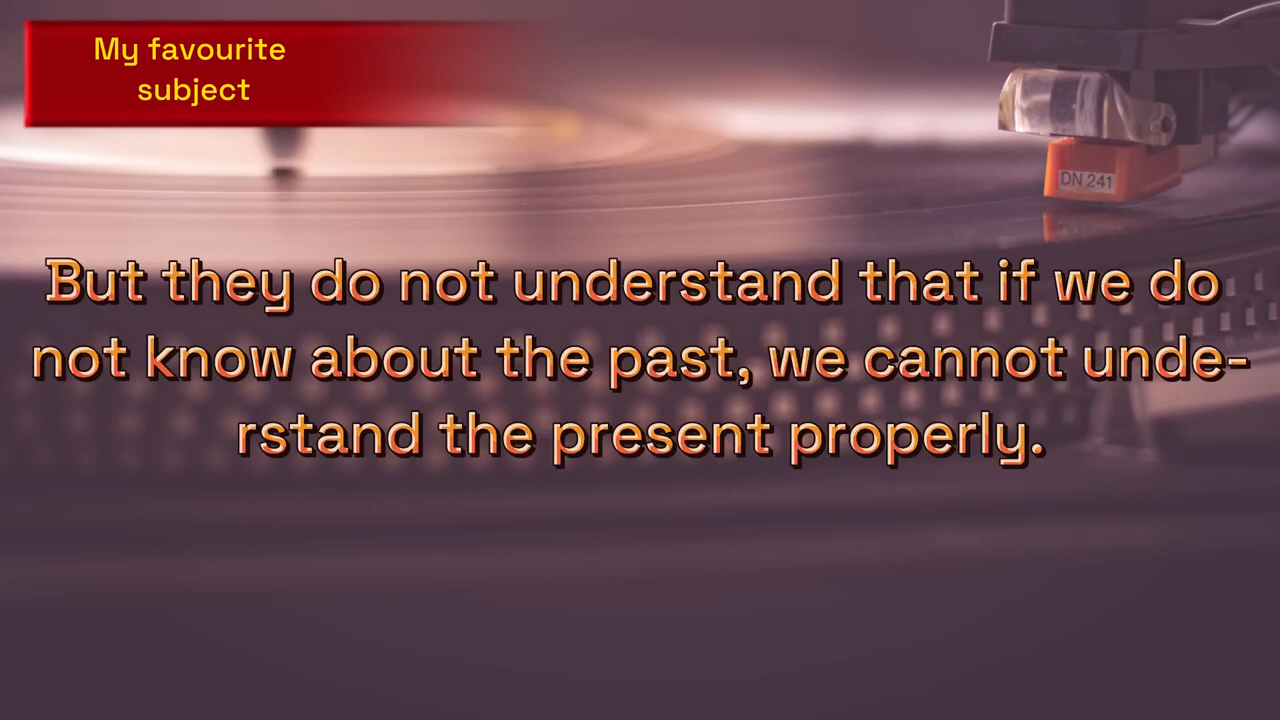 My favourite
subject
DN 241
But they do not understand that if we do
not know about the past, we cannot unde-
rstand the present properly.